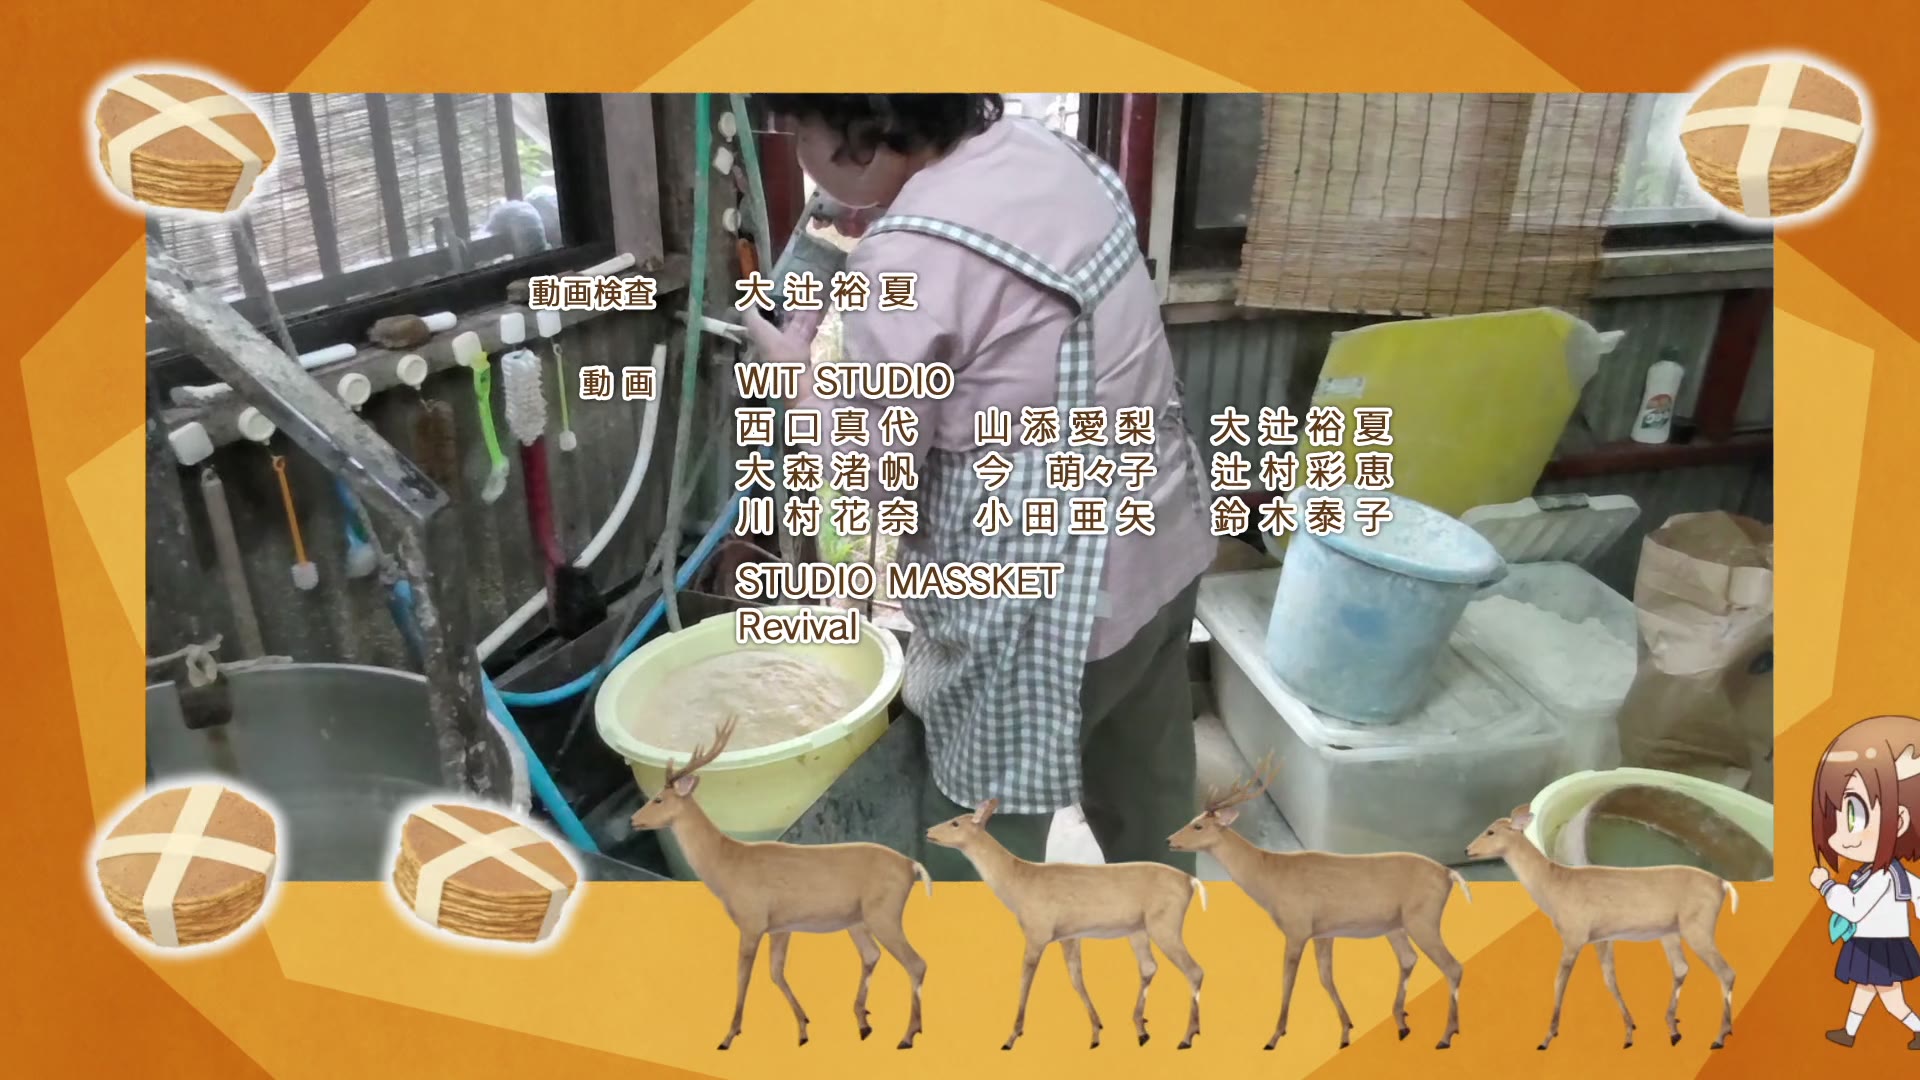 動画検査 大辻裕夏
動画 WIT STUDIO
西口真代 山添愛梨 大辻裕夏
大森渚帆 今 萌々子 辻村彩恵
川村花奈 小田亜矢 鈴木泰子
STUDIO MASSKET
Revival